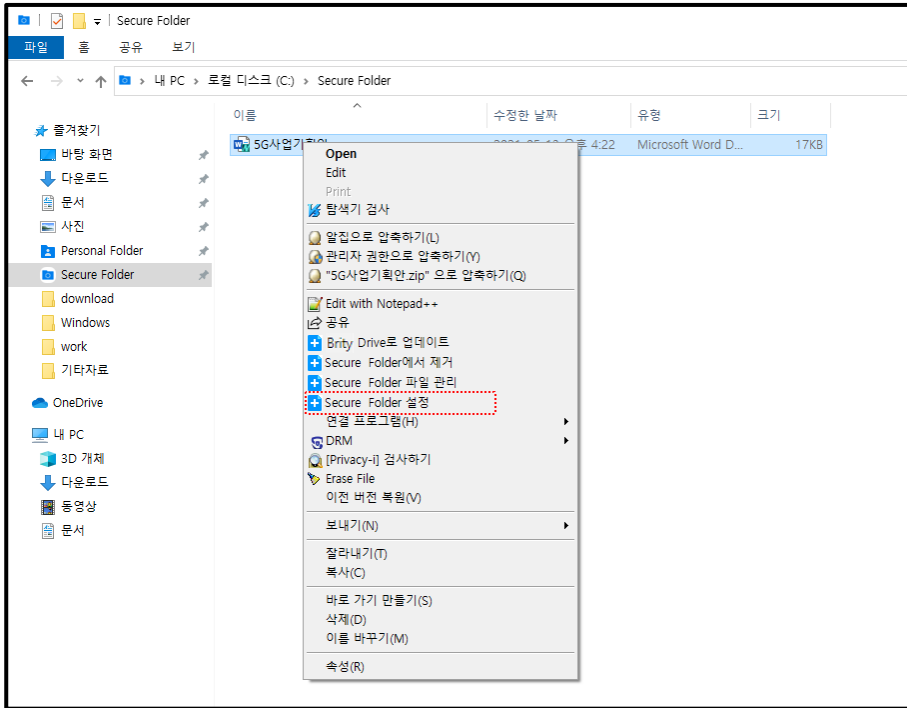 Secure Folder
파일 홈 공유 보기
내 PC > 로컬 디스크 (C:) > Secure Folder
이름 수정한 날짜 유형 크기
즐겨찾기
바탕 화면
다운로드
문서
사진
Personal Folder
Secure Folder
download
Windows
work
기타자료
OneDrive
내 PC
3D 개체
다운로드
동영상
문서
5G사업기획안 4:22 Microsoft Word D... 17KB
Open
Edit
Print
탐색기 검사
알집으로 압축하기(L)
관리자 권한으로 압축하기(Y)
"5G사업기획안.zip" 으로 압축하기(Q)
Edit with Notepad++
공유
Brity Drive로 업데이트
Secure Folder에서 제거
Secure Folder 파일 관리
Secure Folder 설정
연결 프로그램(H)
DRM
[Privacy-i] 검사하기
Erase File
이전 버전 복원(V)
보내기(N)
잘라내기(T)
복사(C)
바로 가기 만들기(S)
삭제(D)
이름 바꾸기(M)
속성(R)